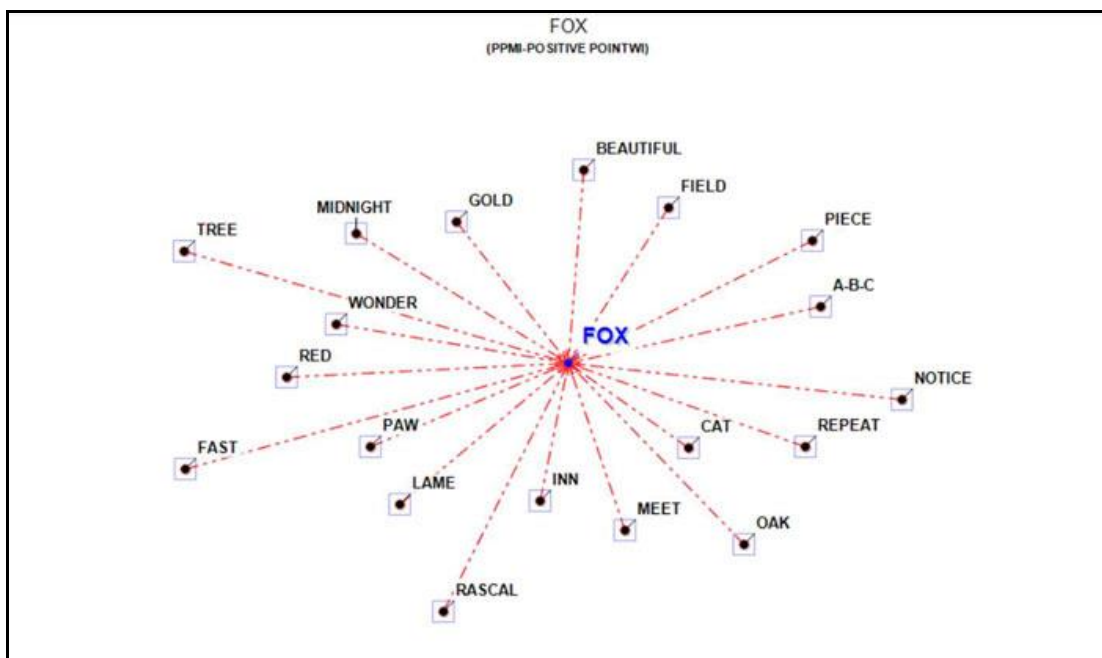 FOX
(PPMI-POSITIVE POINTWI)
BEAUTIFUL
FIELD
GOLD
MIDNIGHT
PIECE
TREE
A-B-C
WONDER
FOX
RED
NOTICE
PAW
CAT
REPEAT
FAST
INN
LAME
MEET
OAK
RASCAL